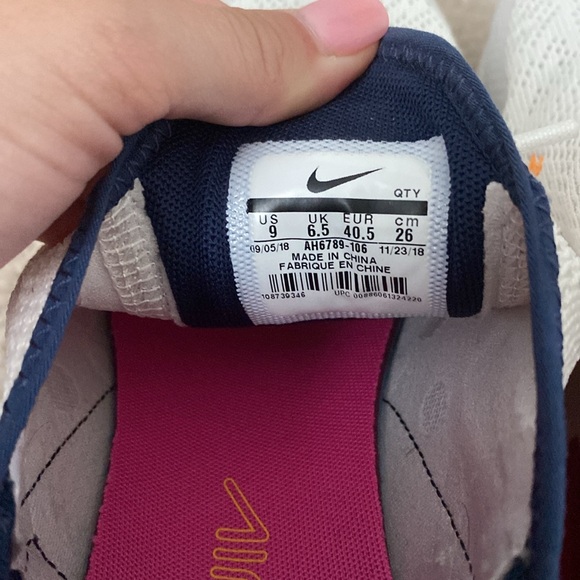 QTY
US UK EUR cm
9 6.5 40.5 26
09/05/18 AH6789-106 11/23/18
MADE IN CHINA
FABRIQUE EN CHINE
108739346 UPC 00886061324220
AIR